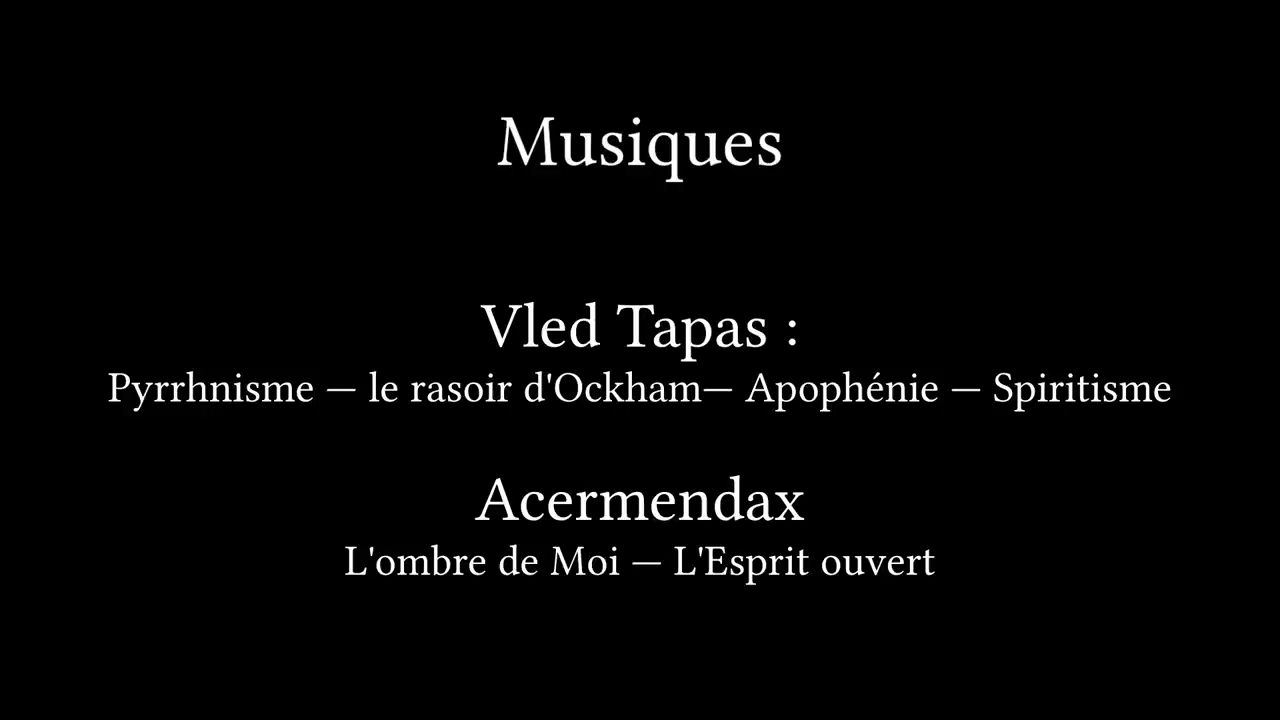 Musiques
Vled Tapas :
Pyrrhnisme — le rasoir d'Ockham— Apophénie — Spiritisme
Acermendax
L'ombre de Moi — L'Esprit ouvert